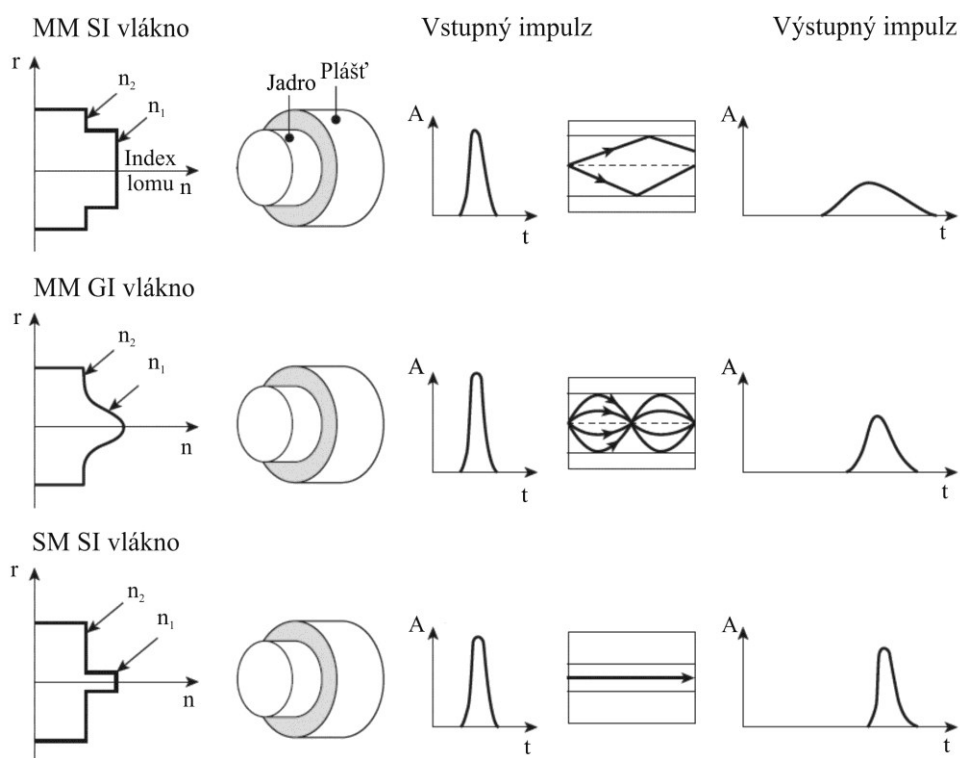 MM SI vlákno
Vstupný impulz
Výstupný impulz
r
n₂
n₁
Index
lomu n
Jadro
Plášť
A
t
A
t
MM GI vlákno
r
n₂
n₁
n
A
t
A
t
SM SI vlákno
r
n₂
n₁
n
A
t
A
t